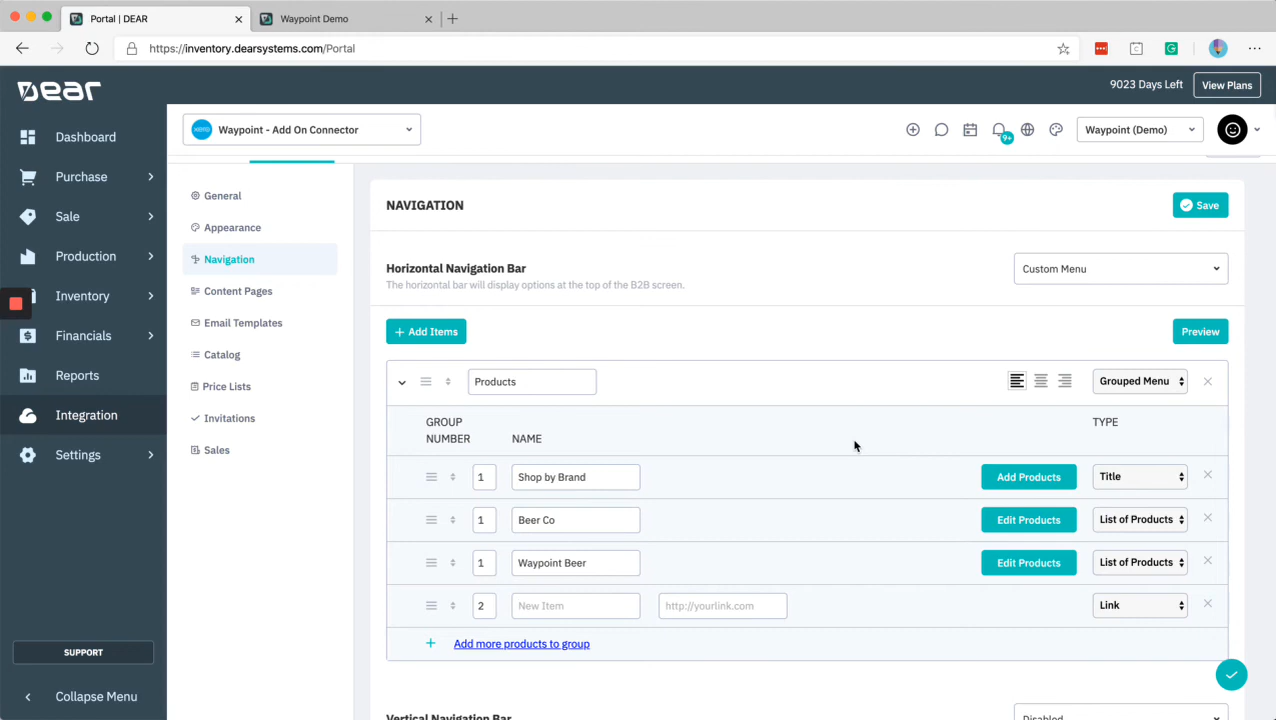 Portal | DEAR
Waypoint Demo
https://inventory.dearsystems.com/Portal
Dear
9023 Days Left
View Plans
xero
Waypoint - Add On Connector
9+
Waypoint (Demo)
Dashboard
Purchase
Sale
Production
Inventory
Financials
Reports
Integration
Settings
SUPPORT
Collapse Menu
General
Appearance
Navigation
Content Pages
Email Templates
Catalog
Price Lists
Invitations
Sales
NAVIGATION
Save
Horizontal Navigation Bar
The horizontal bar will display options at the top of the B2B screen.
Custom Menu
+ Add Items
Preview
Products
Grouped Menu
GROUP
NUMBER
NAME
TYPE
1
Shop by Brand
Add Products
Title
1
Beer Co
Edit Products
List of Products
1
Waypoint Beer
Edit Products
List of Products
2
New Item
http://yourlink.com
Link
+ Add more products to group
Vertical Navigation Bar
Disabled